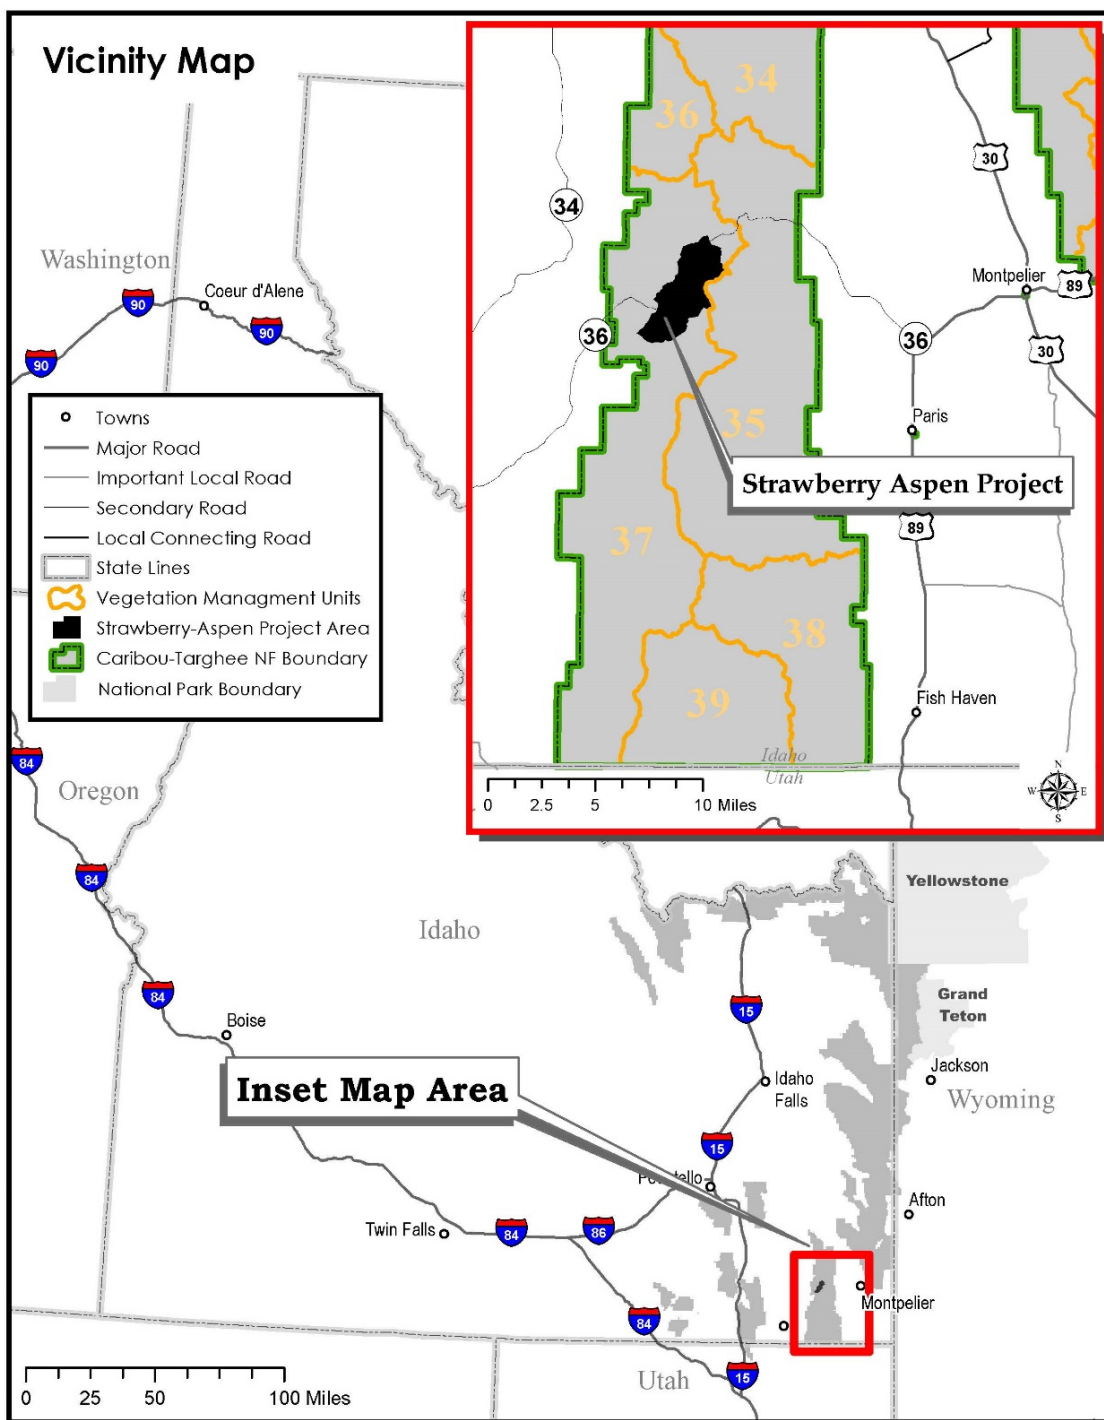 Vicinity Map
Washington
90
Coeur d'Alene
90
90
Towns
Major Road
Important Local Road
Secondary Road
Local Connecting Road
State Lines
Vegetation Managment Units
Strawberry-Aspen Project Area
Caribou-Targhee NF Boundary
National Park Boundary
34
36
34
30
Montpelier
89
36
36
30
Paris
35
Strawberry Aspen Project
89
37
38
39
Fish Haven
Idaho
Utah
0 2.5 5 10 Miles
N
W E
S
84
Oregon
84
Idaho
84
Boise
Yellowstone
Grand
Teton
15
Jackson
Idaho
Falls
Wyoming
Inset Map Area
15
Afton
Twin Falls
84
86
Montpelier
84
Utah
15
0 25 50 100 Miles